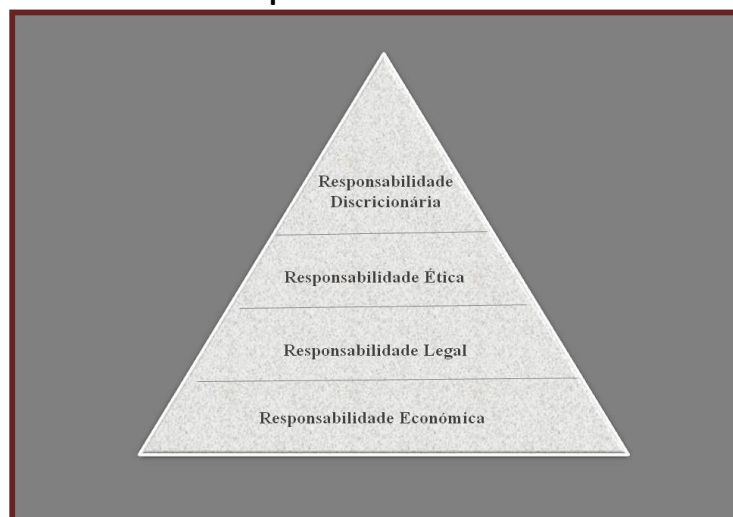 Responsabilidade
Discricionária
Responsabilidade Ética
Responsabilidade Legal
Responsabilidade Económica